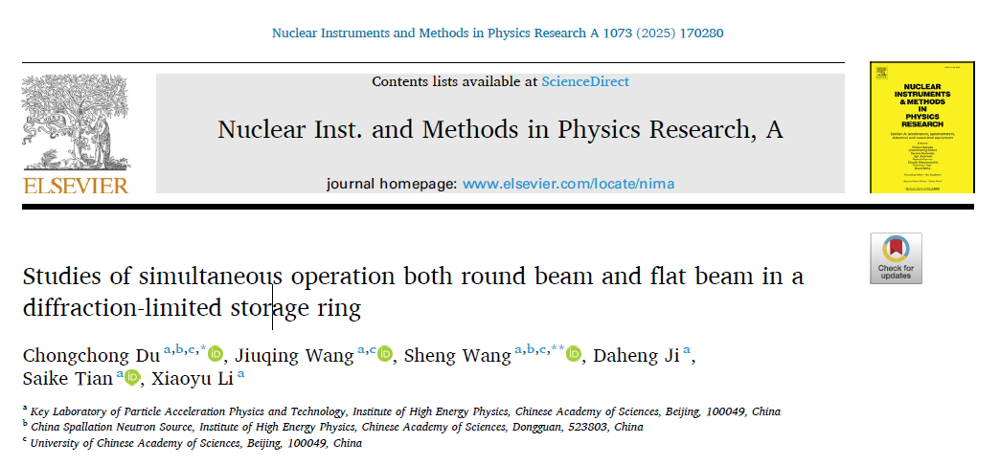 Nuclear Instruments and Methods in Physics Research A 1073 (2025) 170280
Contents lists available at ScienceDirect
Nuclear Inst. and Methods in Physics Research, A
journal homepage: www.elsevier.com/locate/nima
ELSEVIER
NUCLEAR
INSTRUMENTS
& METHODS
IN
PHYSICS
RESEARCH
Check for
updates
Studies of simultaneous operation both round beam and flat beam in a
diffraction-limited storage ring
Chongchong Du a,b,c,* iD, Jiuqing Wang a,c iD, Sheng Wang a,b,c,** iD, Daheng Ji a,
Saike Tian a iD, Xiaoyu Li a
a Key Laboratory of Particle Acceleration Physics and Technology, Institute of High Energy Physics, Chinese Academy of Sciences, Beijing, 100049, China
b China Spallation Neutron Source, Institute of High Energy Physics, Chinese Academy of Sciences, Dongguan, 523803, China
c University of Chinese Academy of Sciences, Beijing, 100049, China